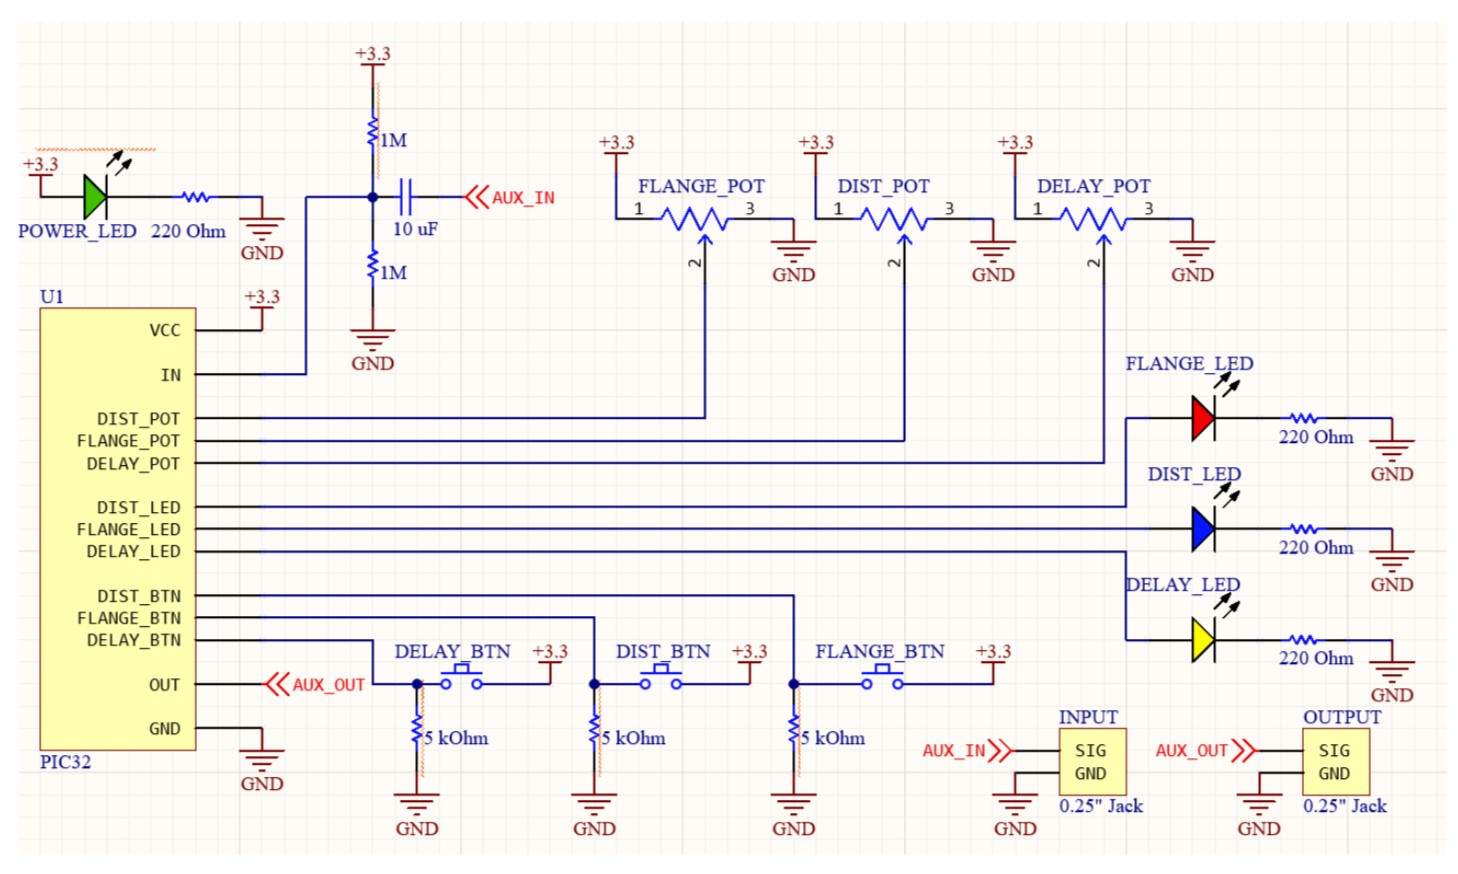 +3.3
1M
+3.3
AUX_IN
POWER_LED 220 Ohm
10 uF
GND
1M
GND
+3.3 +3.3 +3.3
FLANGE_POT DIST_POT DELAY_POT
1 3 1 3 1 3
GND GND GND
2 2 2
U1
+3.3
VCC
IN
DIST_POT
FLANGE_POT
DELAY_POT
DIST_LED
FLANGE_LED
DELAY_LED
DIST_BTN
FLANGE_BTN
DELAY_BTN
OUT
GND
PIC32
GND
AUX_OUT
FLANGE_LED
220 Ohm
GND
DIST_LED
220 Ohm
GND
DELAY_LED
220 Ohm
GND
DELAY_BTN +3.3 DIST_BTN +3.3 FLANGE_BTN +3.3
5 kOhm 5 kOhm 5 kOhm
GND GND GND
INPUT
AUX_IN SIG
GND
0.25" Jack
GND
OUTPUT
AUX_OUT SIG
GND
0.25" Jack
GND